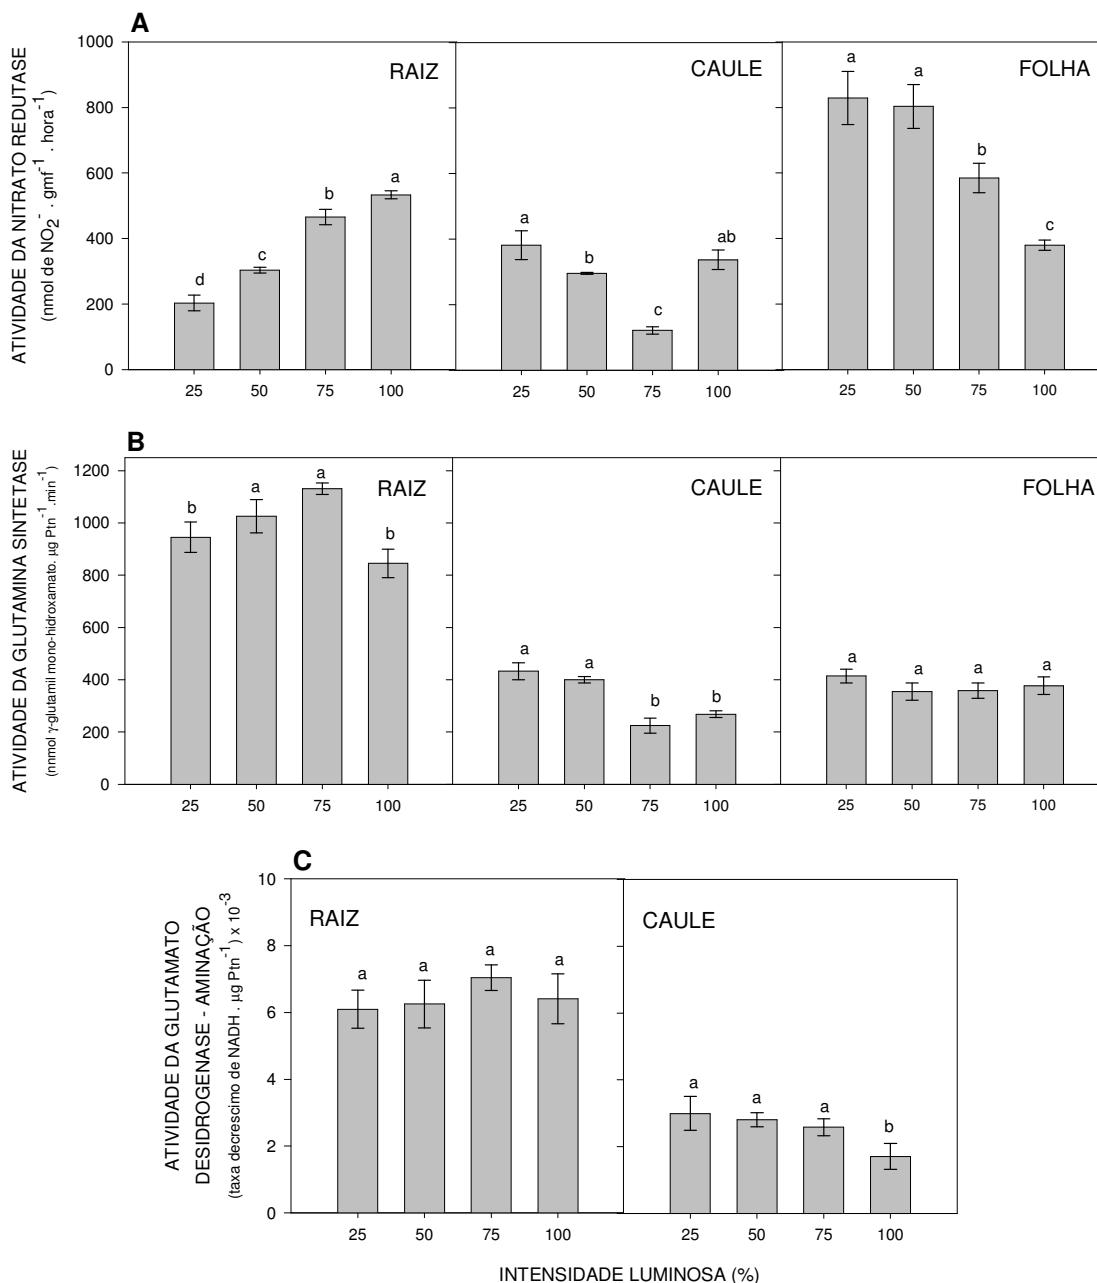 A
ATIVIDADE DA NITRATO REDUTASE
(nmol de NO₂⁻ . gmf⁻¹ . hora⁻¹)
1000
800
600
400
200
0
RAIZ
d
c
b
a
25 50 75 100
CAULE
a
b
c
ab
25 50 75 100
FOLHA
a
a
b
c
25 50 75 100
B
ATIVIDADE DA GLUTAMINA SINTETASE
(nnmol γ-glutamil mono-hidroxamato. µg Ptn⁻¹.min⁻¹)
1200
1000
800
600
400
200
0
RAIZ
b
a
a
b
25 50 75 100
CAULE
a
a
b
b
25 50 75 100
FOLHA
a
a
a
a
25 50 75 100
C
ATIVIDADE DA GLUTAMATO
DESIDROGENASE - AMINAÇÃO
(taxa decrescimo de NADH . µg Ptn⁻¹) x 10⁻³
10
8
6
4
2
0
RAIZ
a
a
a
a
25 50 75 100
CAULE
a
a
a
b
25 50 75 100
INTENSIDADE LUMINOSA (%)